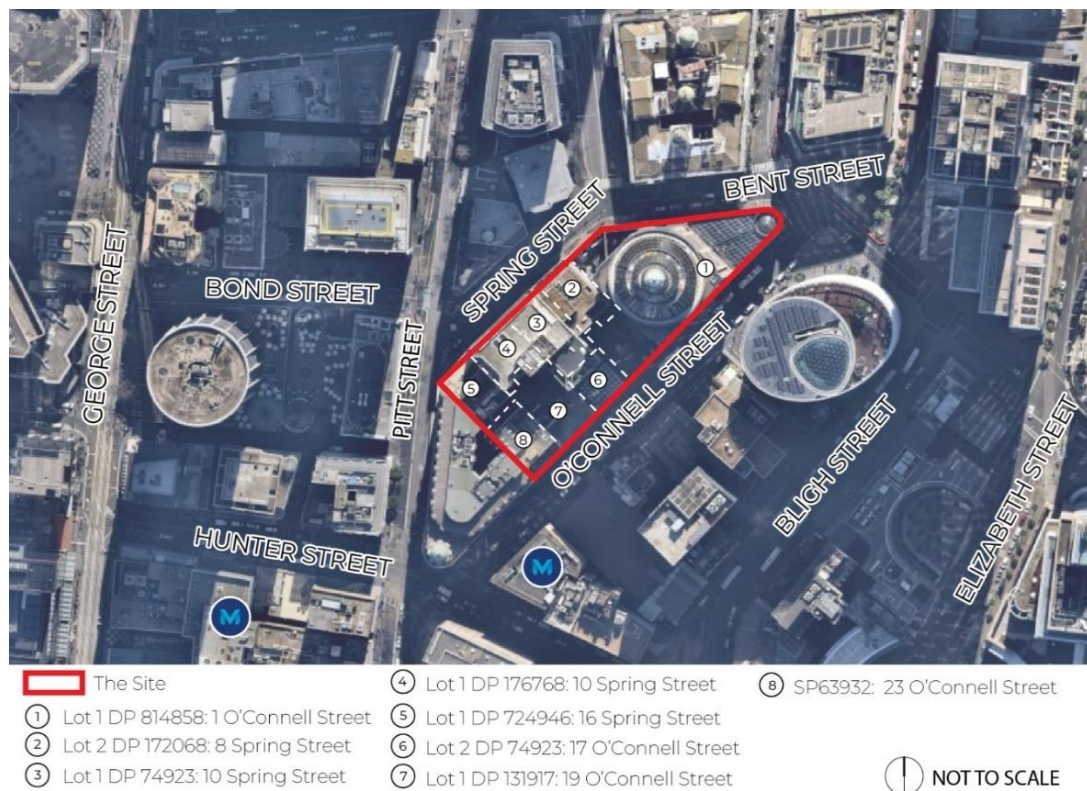 BENT STREET
SPRING STREET
BOND STREET
GEORGE STREET
PITT STREET
O'CONNELL STREET
BLIGH STREET
ELIZABETH STREET
HUNTER STREET
1
2
3
4
5
6
7
8
M
M
The Site
1 Lot 1 DP 814858: 1 O'Connell Street
2 Lot 2 DP 172068: 8 Spring Street
3 Lot 1 DP 74923: 10 Spring Street
4 Lot 1 DP 176768: 10 Spring Street
5 Lot 1 DP 724946: 16 Spring Street
6 Lot 2 DP 74923: 17 O'Connell Street
7 Lot 1 DP 131917: 19 O'Connell Street
8 SP63932: 23 O'Connell Street
NOT TO SCALE